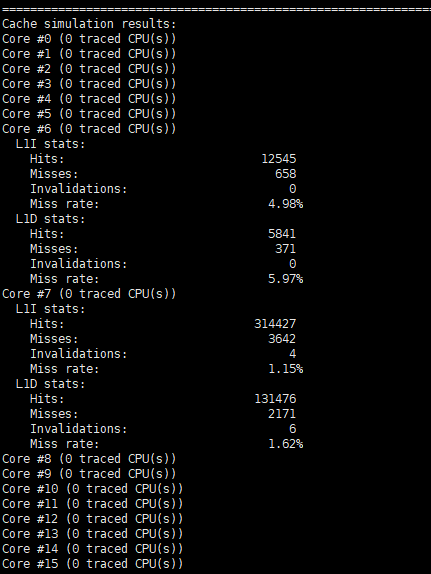 ================================================================
Cache simulation results:
Core #0 (0 traced CPU(s))
Core #1 (0 traced CPU(s))
Core #2 (0 traced CPU(s))
Core #3 (0 traced CPU(s))
Core #4 (0 traced CPU(s))
Core #5 (0 traced CPU(s))
Core #6 (0 traced CPU(s))
  L1I stats:
    Hits:                            12545
    Misses:                            658
    Invalidations:                       0
    Miss rate:                        4.98%
  L1D stats:
    Hits:                             5841
    Misses:                            371
    Invalidations:                       0
    Miss rate:                        5.97%
Core #7 (0 traced CPU(s))
  L1I stats:
    Hits:                           314427
    Misses:                           3642
    Invalidations:                       4
    Miss rate:                        1.15%
  L1D stats:
    Hits:                           131476
    Misses:                           2171
    Invalidations:                       6
    Miss rate:                        1.62%
Core #8 (0 traced CPU(s))
Core #9 (0 traced CPU(s))
Core #10 (0 traced CPU(s))
Core #11 (0 traced CPU(s))
Core #12 (0 traced CPU(s))
Core #13 (0 traced CPU(s))
Core #14 (0 traced CPU(s))
Core #15 (0 traced CPU(s))